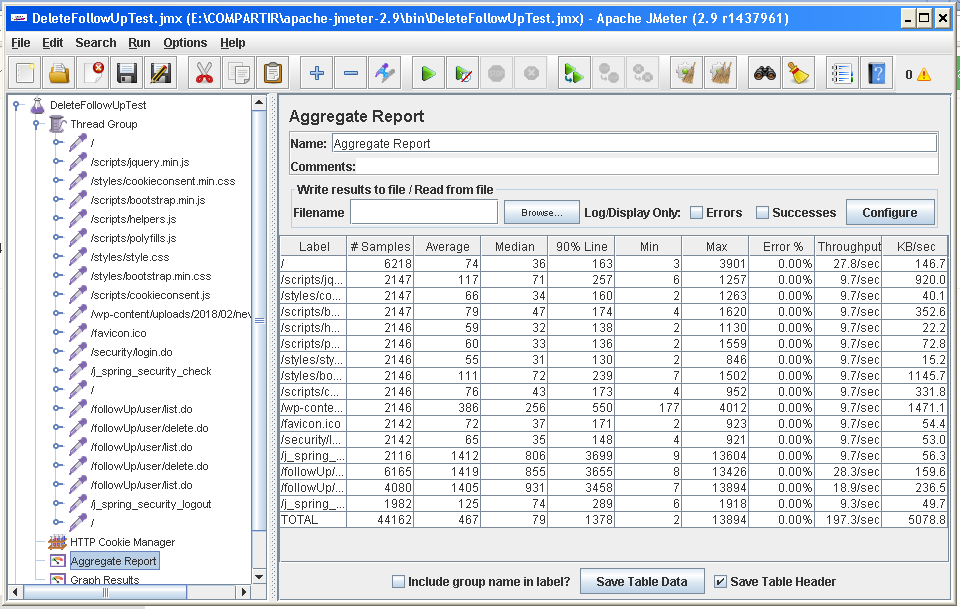 DeleteFollowUpTest.jmx (E:\COMPARTIR\apache-jmeter-2.9\bin\DeleteFollowUpTest.jmx) - Apache JMeter (2.9 r1437961)
File Edit Search Run Options Help
0
DeleteFollowUpTest
Thread Group
/
/scripts/jquery.min.js
/styles/cookieconsent.min.css
/scripts/bootstrap.min.js
/scripts/helpers.js
/scripts/polyfills.js
/styles/style.css
/styles/bootstrap.min.css
/scripts/cookieconsent.js
/wp-content/uploads/2018/02/nev
/favicon.ico
/security/login.do
/j_spring_security_check
/
/followUp/user/list.do
/followUp/user/delete.do
/followUp/user/list.do
/followUp/user/delete.do
/followUp/user/list.do
/j_spring_security_logout
/
HTTP Cookie Manager
Aggregate Report
Graph Results
Aggregate Report
Name: Aggregate Report
Comments:
Write results to file / Read from file
Filename Browse... Log/Display Only: Errors Successes Configure
Label # Samples Average Median 90% Line Min Max Error % Throughput KB/sec
/ 6218 74 36 163 3 3901 0.00% 27.8/sec 146.7
/scripts/jq... 2147 117 71 257 6 1257 0.00% 9.7/sec 920.0
/styles/co... 2147 66 34 160 2 1263 0.00% 9.7/sec 40.1
/scripts/b... 2147 79 47 174 4 1620 0.00% 9.7/sec 352.6
/scripts/h... 2146 59 32 138 2 1130 0.00% 9.7/sec 22.2
/scripts/p... 2146 60 33 136 2 1559 0.00% 9.7/sec 72.8
/styles/sty... 2146 55 31 130 2 846 0.00% 9.7/sec 15.2
/styles/bo... 2146 111 72 239 7 1502 0.00% 9.7/sec 1145.7
/scripts/c... 2146 76 43 173 4 952 0.00% 9.7/sec 331.8
/wp-conte... 2146 386 256 550 177 4012 0.00% 9.7/sec 1471.1
/favicon.ico 2142 72 37 171 2 923 0.00% 9.7/sec 54.4
/security/l... 2142 65 35 148 4 921 0.00% 9.7/sec 53.0
/j_spring_... 2116 1412 806 3699 9 13604 0.00% 9.7/sec 56.3
/followUp/... 6165 1419 855 3655 8 13426 0.00% 28.3/sec 159.6
/followUp/... 4080 1405 931 3458 7 13894 0.00% 18.9/sec 236.5
/j_spring_... 1982 125 74 289 6 1918 0.00% 9.3/sec 49.7
TOTAL 44162 467 79 1378 2 13894 0.00% 197.3/sec 5078.8
Include group name in label? Save Table Data Save Table Header